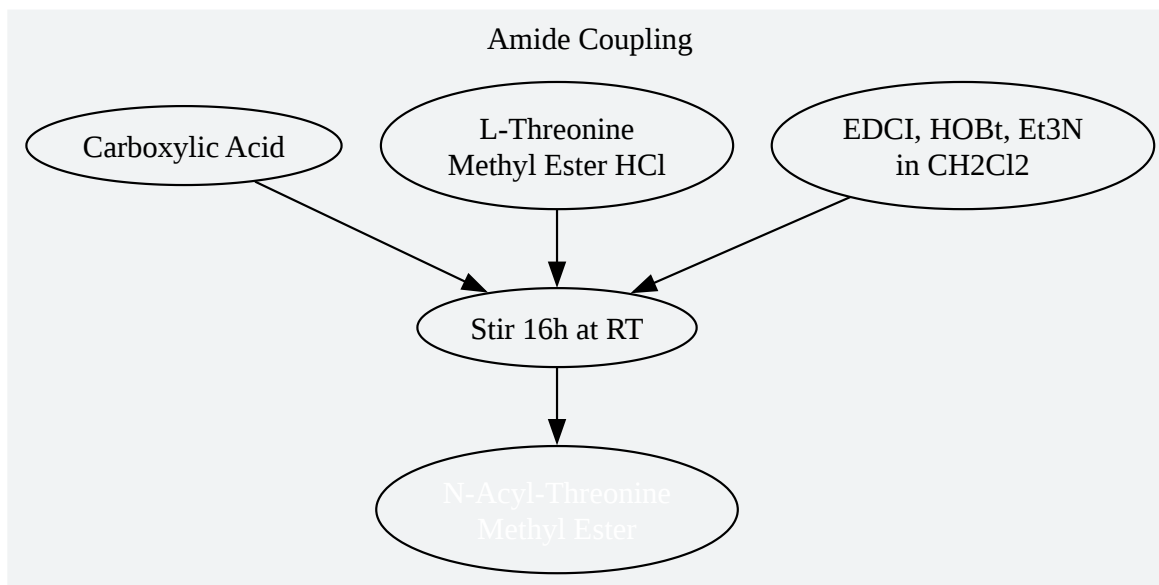 Amide Coupling
Carboxylic Acid
L-Threonine
Methyl Ester HCl
EDCI, HOBt, Et3N
in CH2Cl2
Stir 16h at RT
N-Acyl-Threonine
Methyl Ester